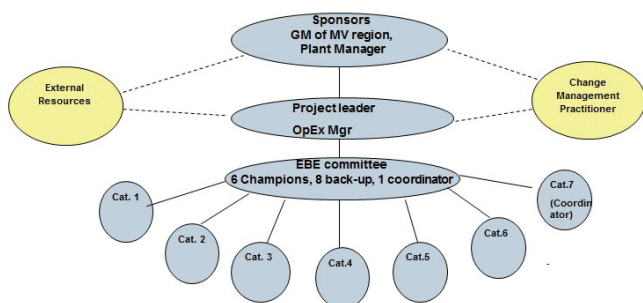 Sponsors
GM of MV region,
Plant Manager
External
Resources
Change
Management
Practitioner
Project leader
OpEx Mgr
EBE committee
6 Champions, 8 back-up, 1 coordinator
Cat. 1
Cat. 2
Cat. 3
Cat.4
Cat.5
Cat.6
Cat.7
(Coordin
ator)